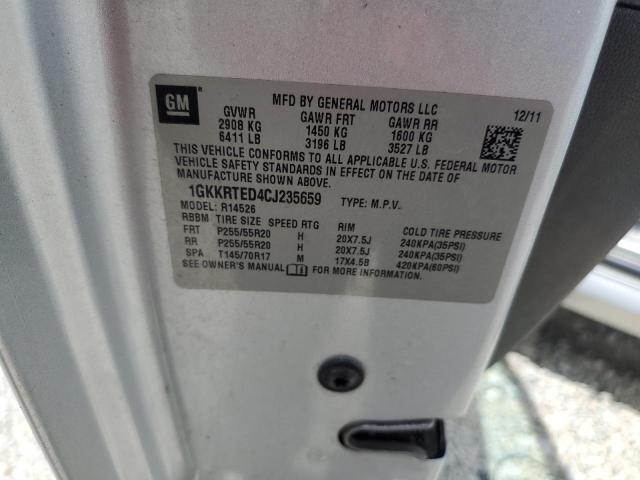 GM
MFD BY GENERAL MOTORS LLC
12/11
GVWR GAWR FRT GAWR RR
2908 KG 1450 KG 1600 KG
6411 LB 3196 LB 3527 LB
THIS VEHICLE CONFORMS TO ALL APPLICABLE U.S. FEDERAL MOTOR
VEHICLE SAFETY STANDARDS IN EFFECT ON THE DATE OF
MANUFACTURE SHOWN ABOVE.
1GKKRTED4CJ235659 TYPE: M.P.V.
MODEL: R14526
RBBM TIRE SIZE SPEED RTG RIM COLD TIRE PRESSURE
FRT P255/55R20 H 20X7.5J 240KPA(35PSI)
RR P255/55R20 H 20X7.5J 240KPA(35PSI)
SPA T145/70R17 M 17X4.5B 420KPA(60PSI)
SEE OWNER'S MANUAL FOR MORE INFORMATION.